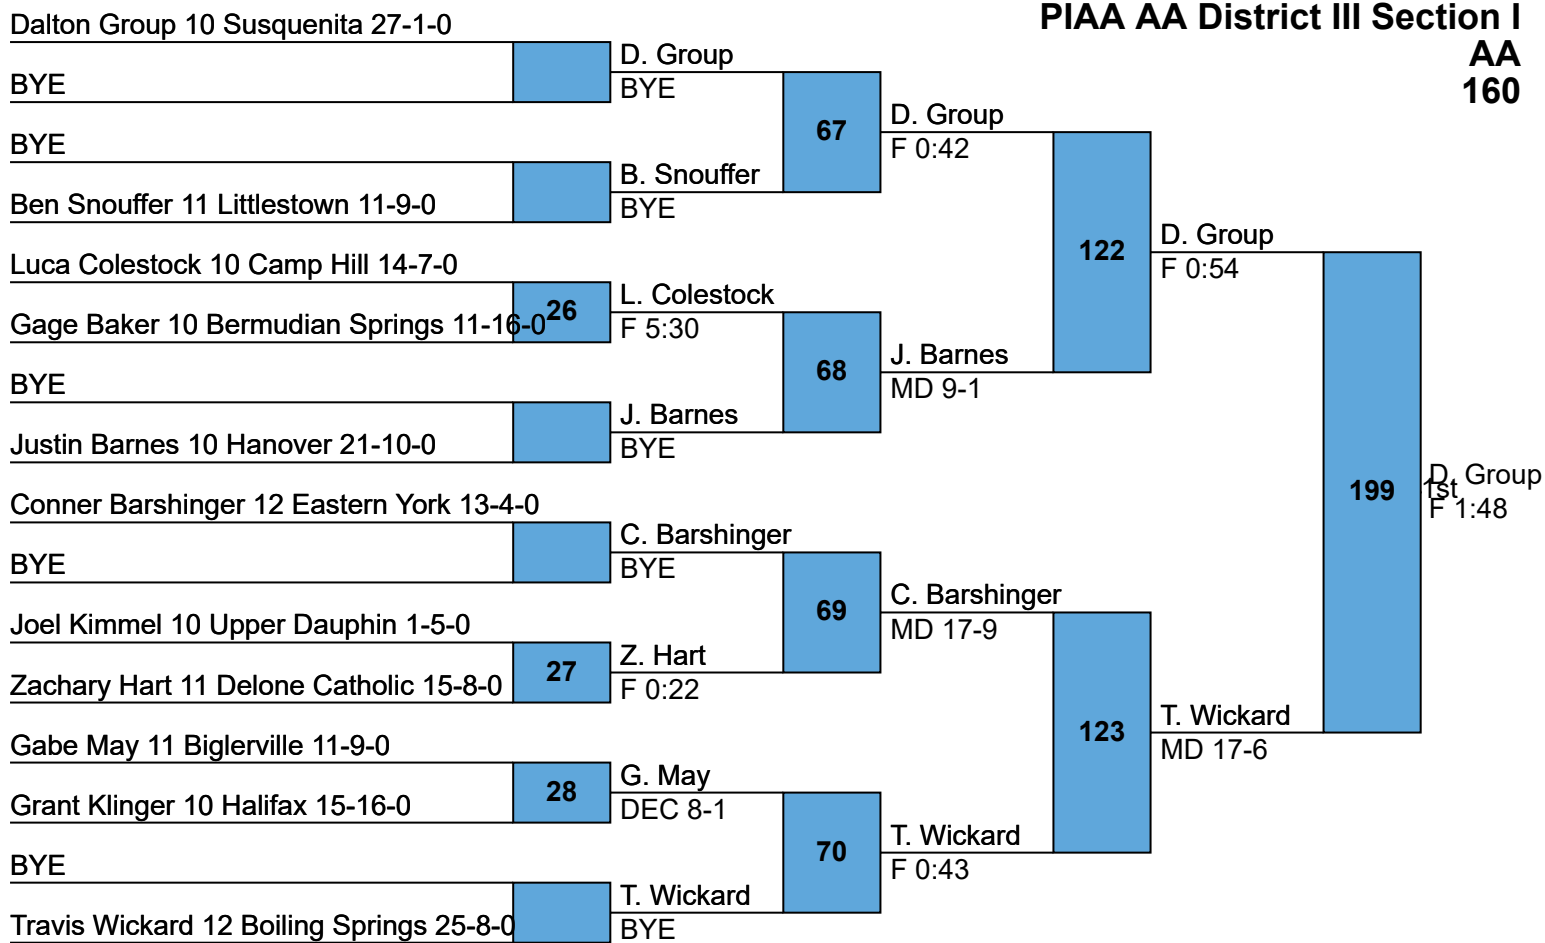 PIAA AA District III Section I
AA
160
Dalton Group 10 Susquenita 27-1-0
BYE
BYE
Ben Snouffer 11 Littlestown 11-9-0
Luca Colestock 10 Camp Hill 14-7-0
Gage Baker 10 Bermudian Springs 11-16-0
BYE
Justin Barnes 10 Hanover 21-10-0
Conner Barshinger 12 Eastern York 13-4-0
BYE
Joel Kimmel 10 Upper Dauphin 1-5-0
Zachary Hart 11 Delone Catholic 15-8-0
Gabe May 11 Biglerville 11-9-0
Grant Klinger 10 Halifax 15-16-0
BYE
Travis Wickard 12 Boiling Springs 25-8-0
26
27
28
D. Group
BYE
B. Snouffer
BYE
L. Colestock
F 5:30
J. Barnes
BYE
C. Barshinger
BYE
Z. Hart
F 0:22
G. May
DEC 8-1
T. Wickard
BYE
67
68
69
70
D. Group
F 0:42
J. Barnes
MD 9-1
C. Barshinger
MD 17-9
T. Wickard
F 0:43
122
123
D. Group
F 0:54
T. Wickard
MD 17-6
199
D. Group
1st
F 1:48